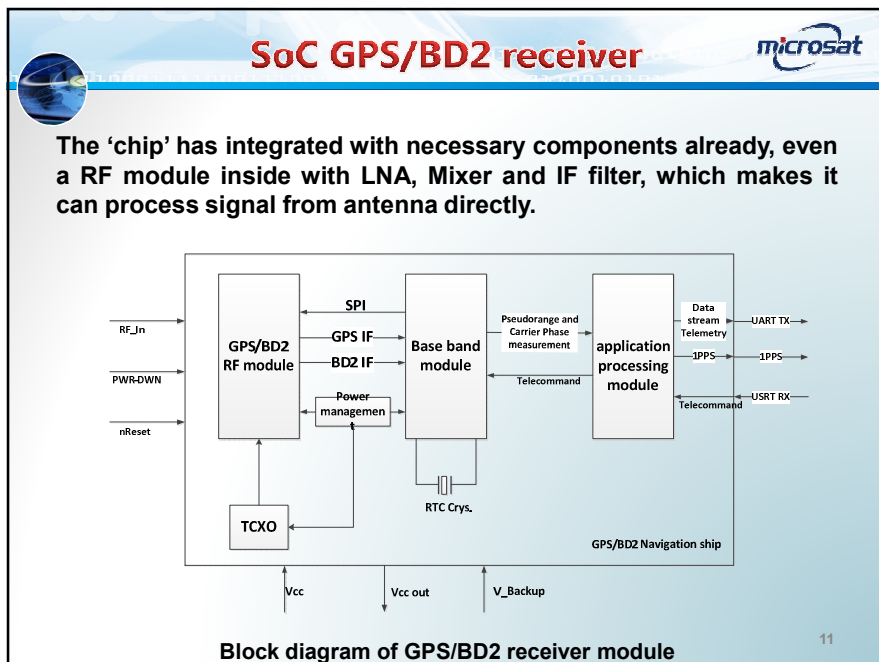 SoC GPS/BD2 receiver
microsat
The ‘chip’ has integrated with necessary components already, even
a RF module inside with LNA, Mixer and IF filter, which makes it
can process signal from antenna directly.
RF_In
PWR-DWN
nReset
GPS/BD2
RF module
SPI
GPS IF
BD2 IF
Power
managemen
t
Base band
module
Pseudorange and
Carrier Phase
measurement
Telecommand
application
processing
module
Data
stream
Telemetry
1PPS
Telecommand
UART TX
1PPS
USRT RX
TCXO
RTC Crys.
GPS/BD2 Navigation ship
Vcc
Vcc out
V_Backup
Block diagram of GPS/BD2 receiver module
11